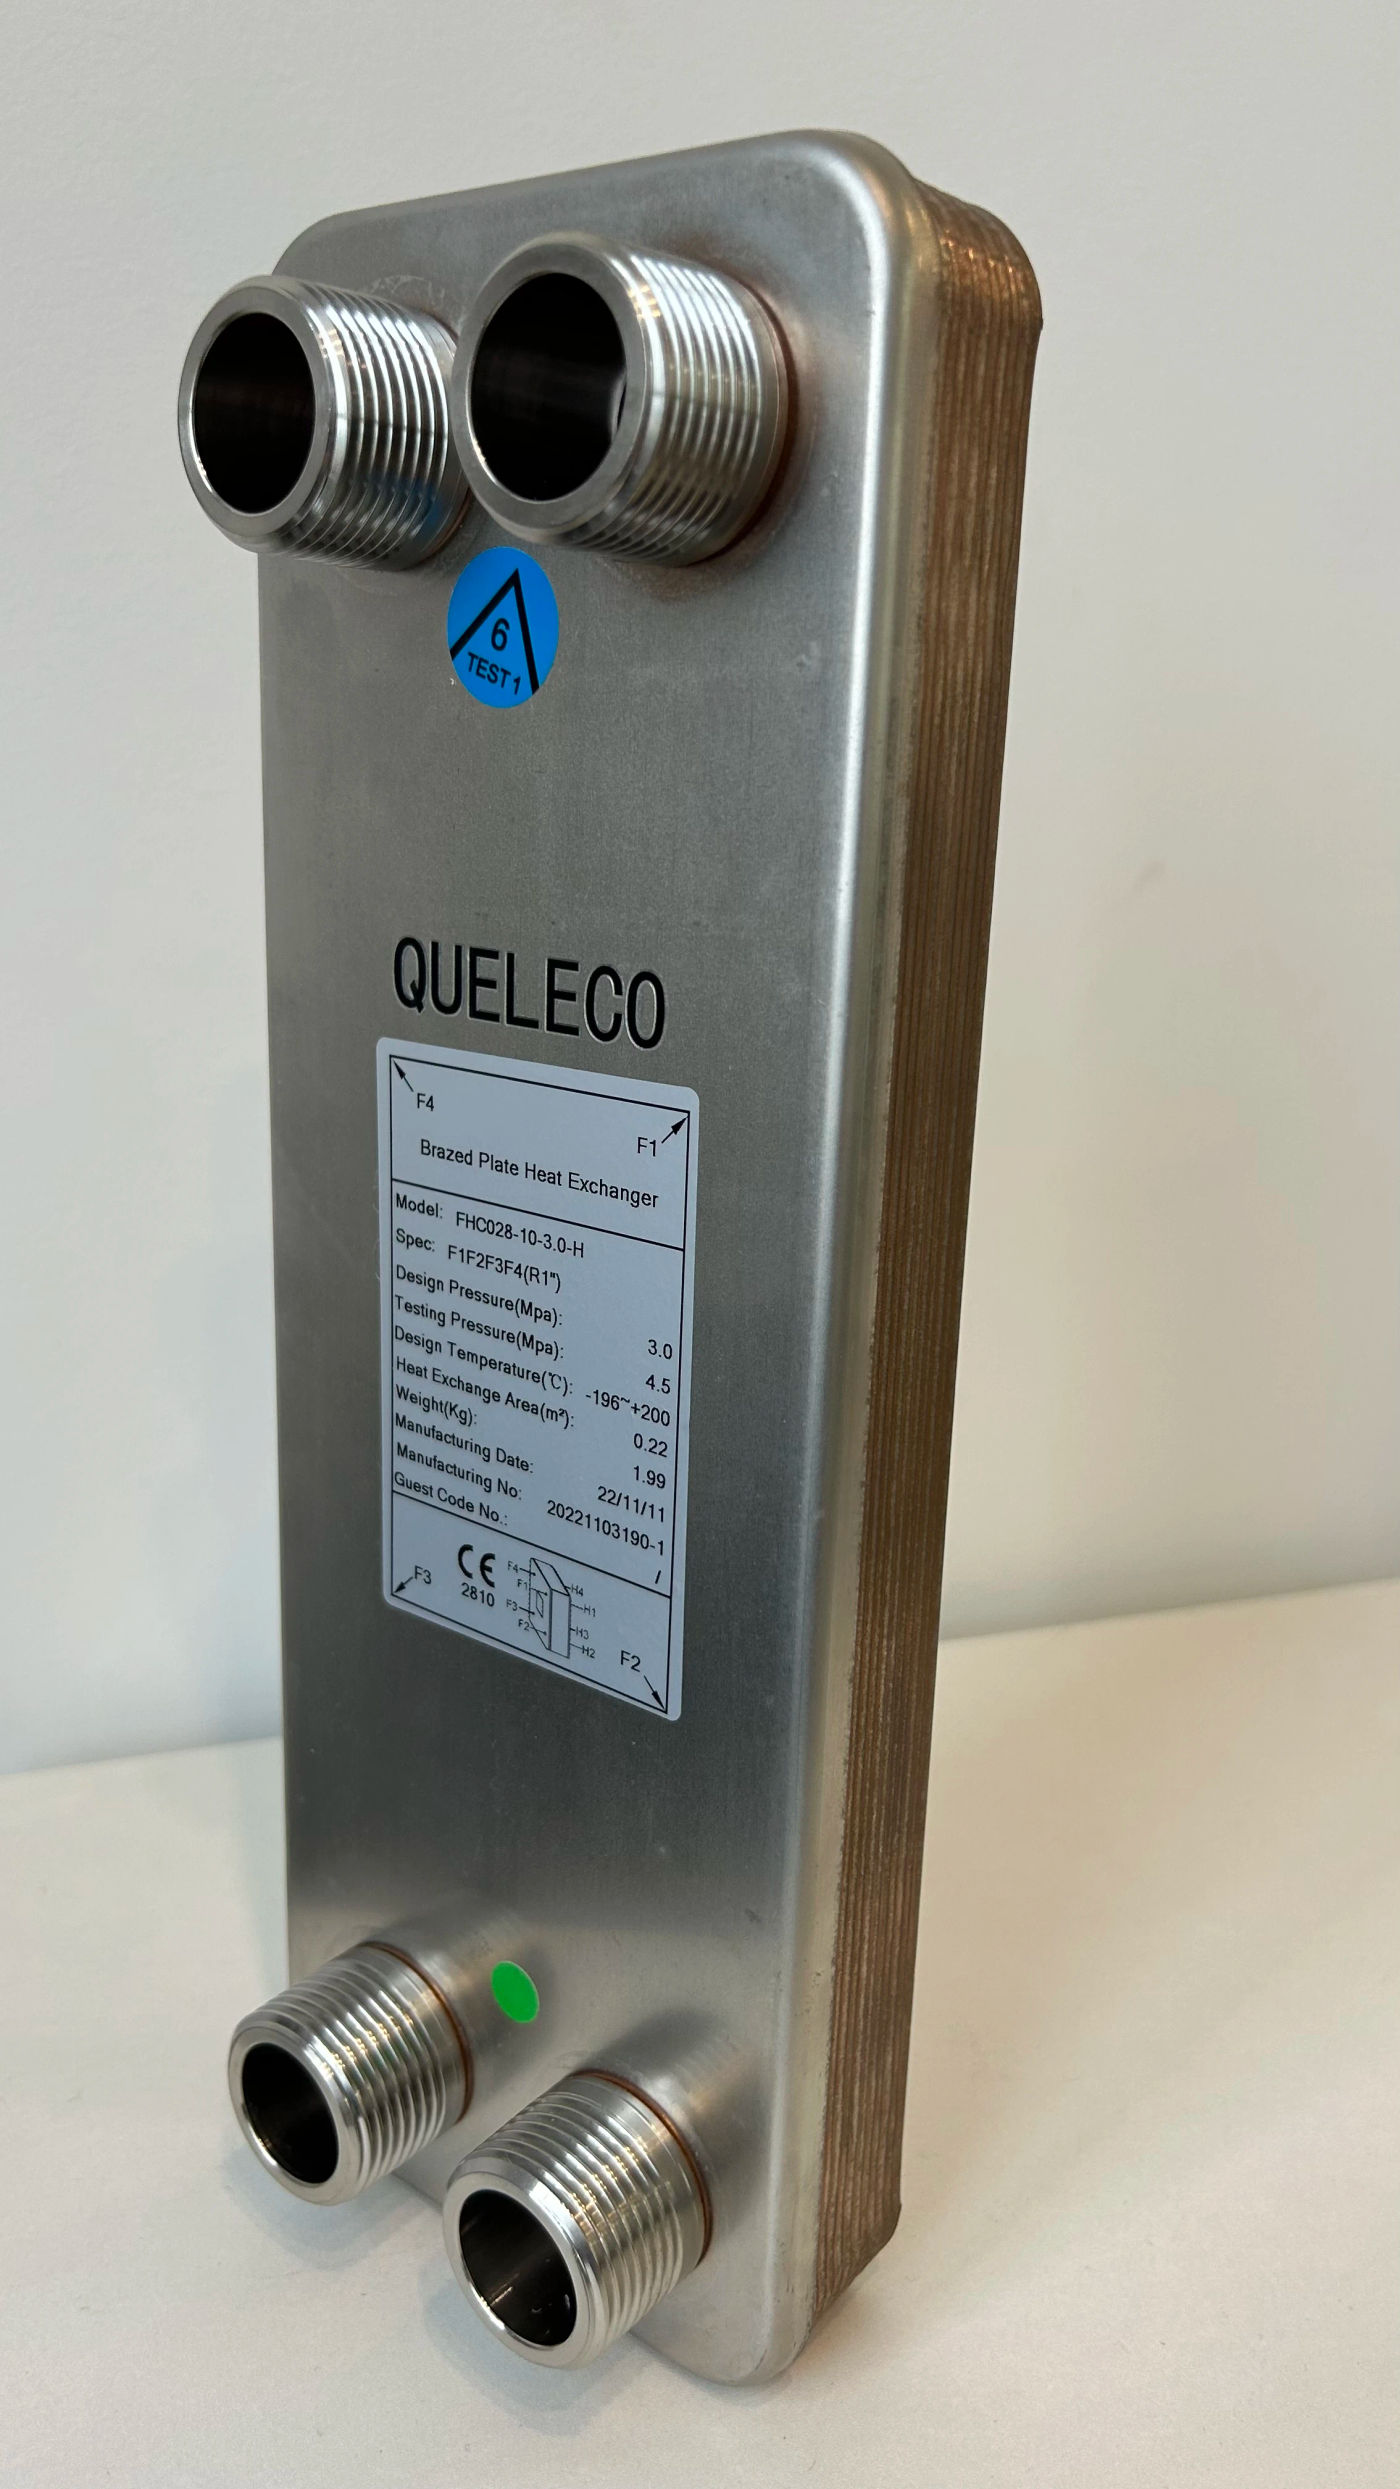 6
TEST 1
QUELECO
F4
F1
Brazed Plate Heat Exchanger
Model: FHC028-10-3.0-H
Spec: F1F2F3F4(R1")
Design Pressure(Mpa): 3.0
Testing Pressure(Mpa): 4.5
Design Temperature(℃): -196~+200
Heat Exchange Area(m²): 0.22
Weight(Kg): 1.99
Manufacturing Date: 22/11/11
Manufacturing No: 20221103190-1
Guest Code No.: /
F3
CE
2810
F4 H4
F1 H1
F3 H3
F2 H2
F2